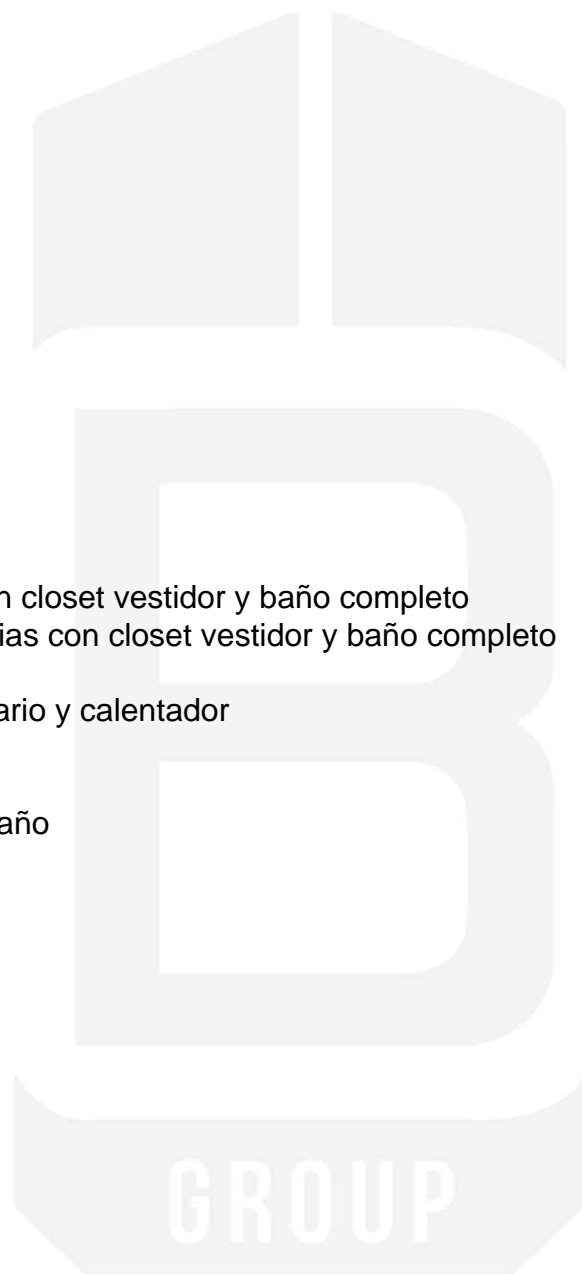 n closet vestidor y baño completo
ias con closet vestidor y baño completo
ario y calentador
año
B
GROUP